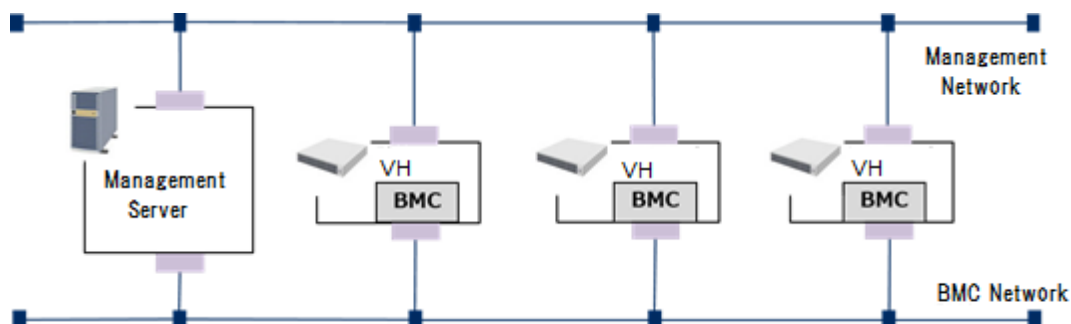 Management
Network
Management
Server
VH
BMC
VH
BMC
VH
BMC
BMC Network